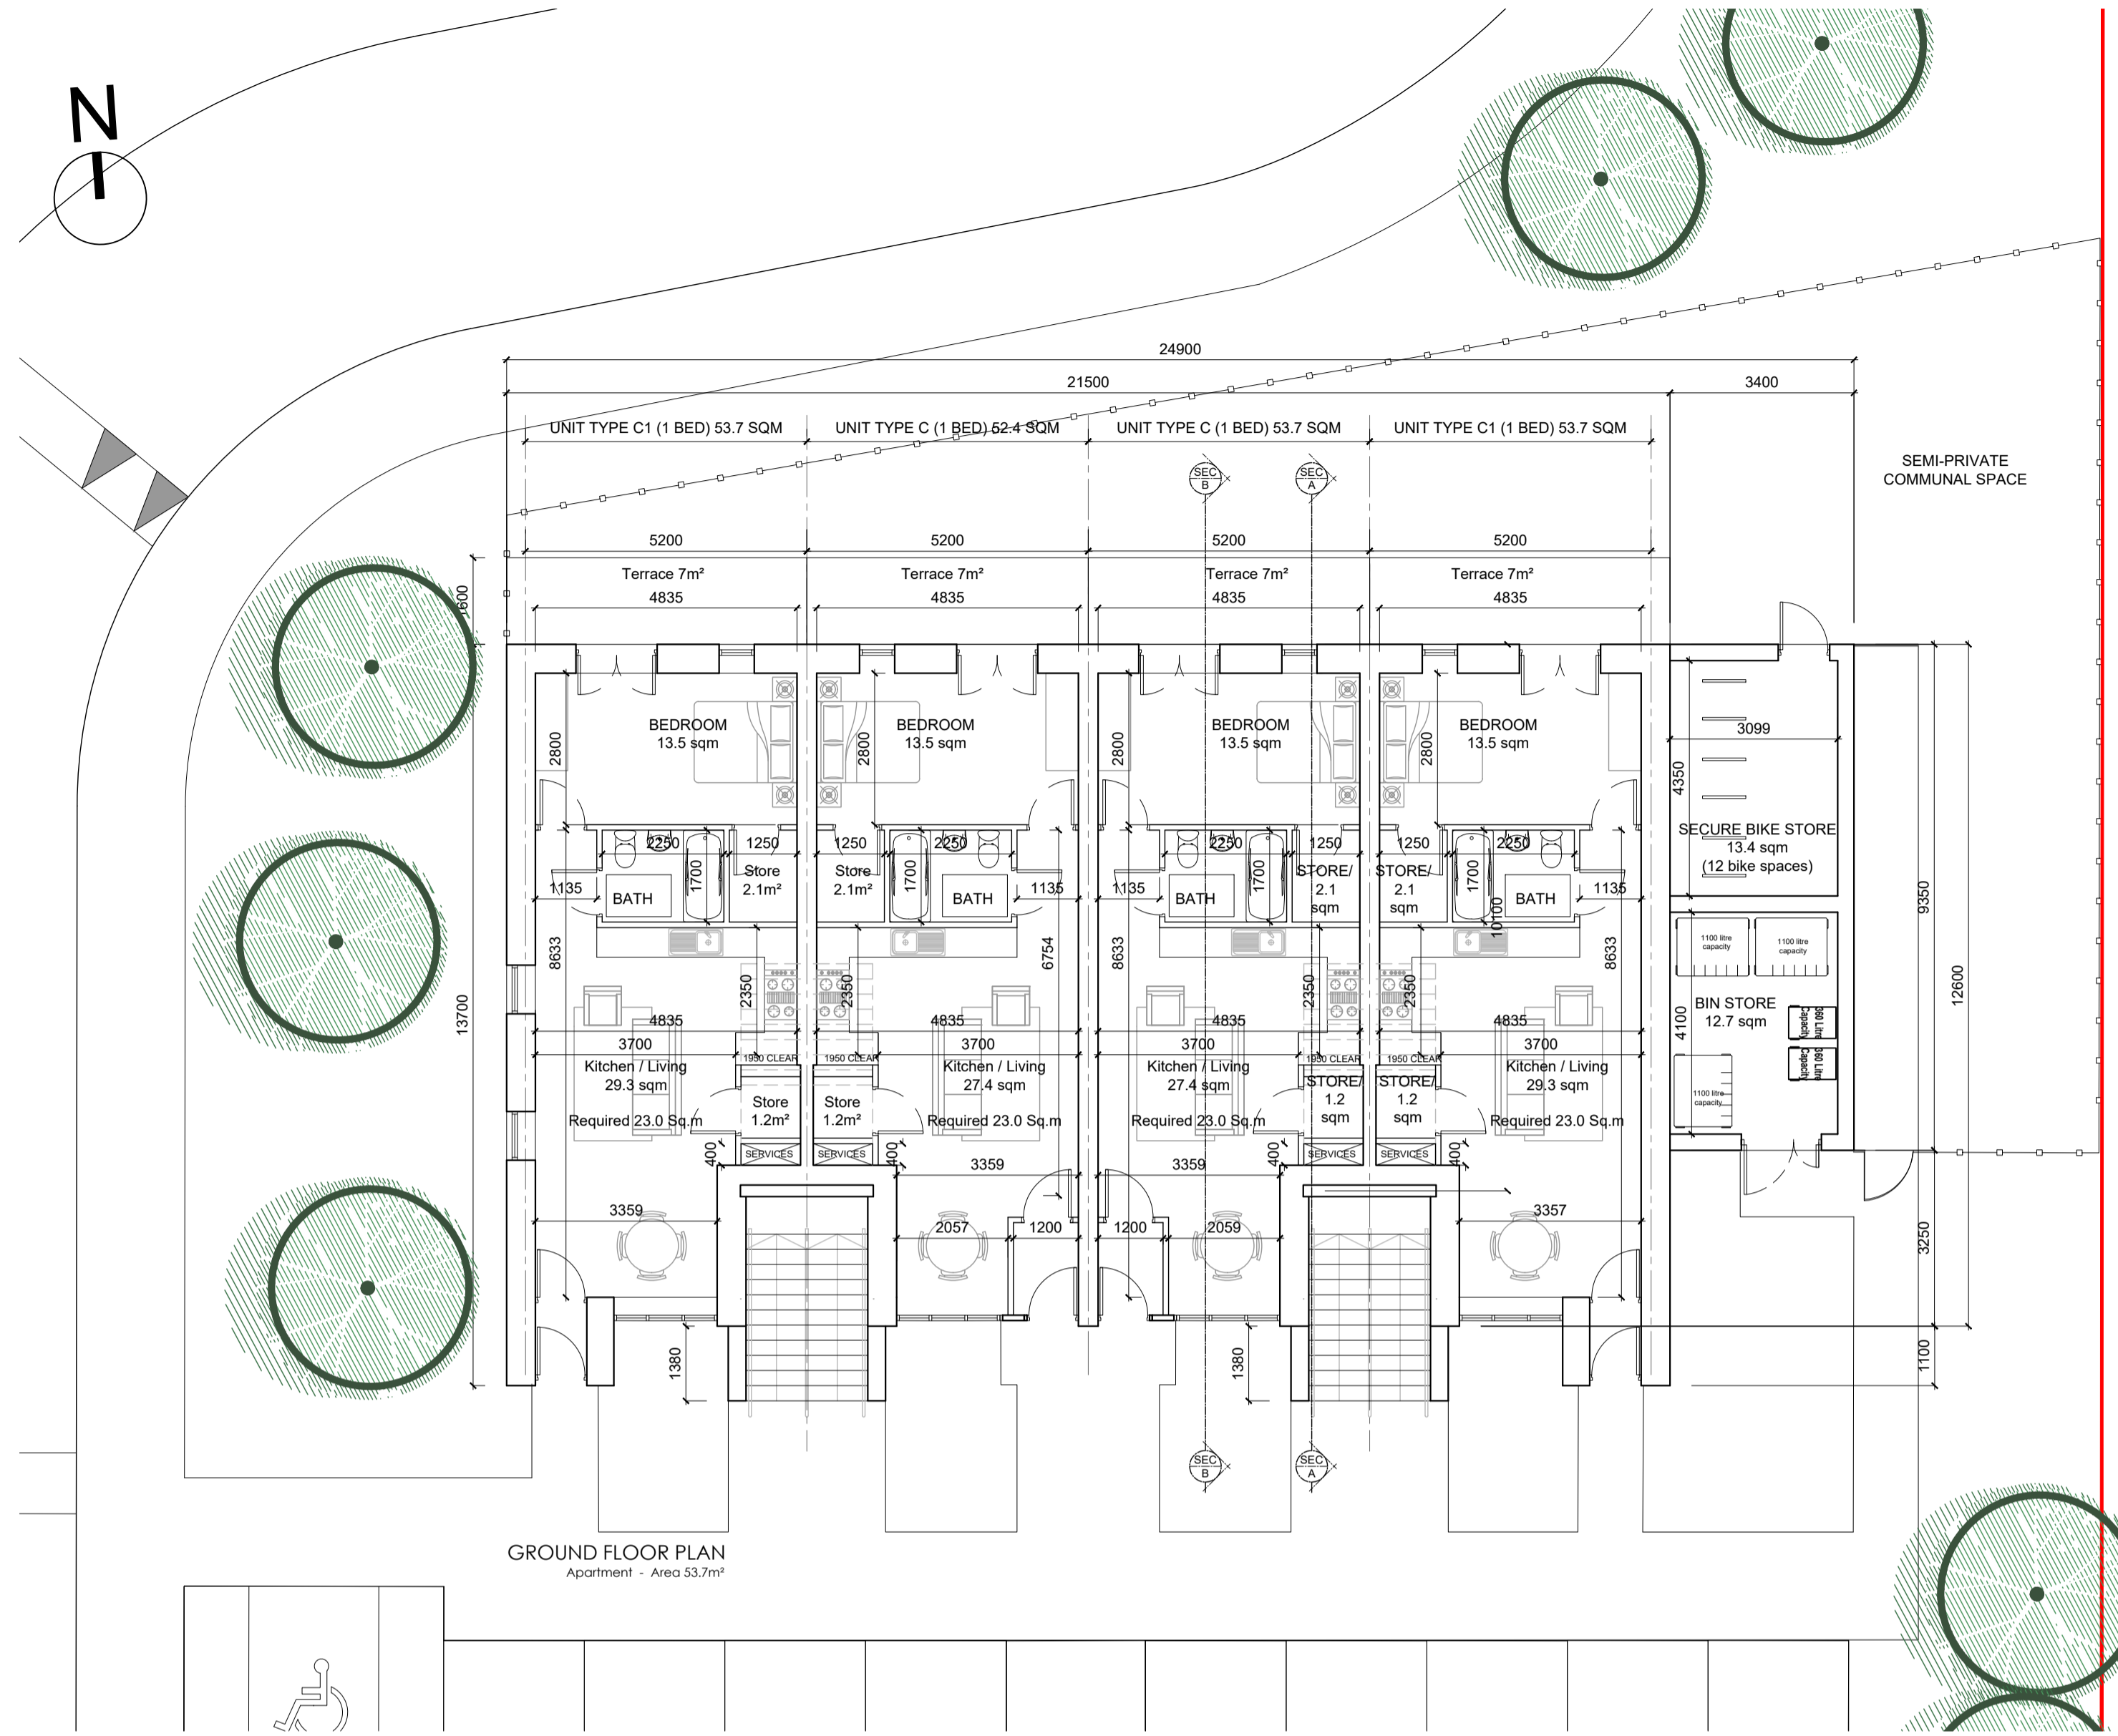 N
24900
21500
3400
UNIT TYPE C1 (1 BED) 53.7 SQM
UNIT TYPE C (1 BED) 52.4 SQM
UNIT TYPE C (1 BED) 53.7 SQM
UNIT TYPE C1 (1 BED) 53.7 SQM
SEMI-PRIVATE
COMMUNAL SPACE
SEC
B
SEC
A
5200
5200
5200
5200
Terrace 7m²
Terrace 7m²
Terrace 7m²
Terrace 7m²
1600
4835
4835
4835
4835
BEDROOM
13.5 sqm
BEDROOM
13.5 sqm
BEDROOM
13.5 sqm
BEDROOM
13.5 sqm
2800
2800
2800
2800
3099
4350
SECURE BIKE STORE
13.4 sqm
(12 bike spaces)
2250
1250
1250
2250
2250
1250
1250
2250
1700
1700
1700
1700
Store
2.1m²
Store
2.1m²
STORE/
2.1
sqm
STORE/
2.1
sqm
1135
1135
1135
1135
BATH
BATH
BATH
BATH
10100
9350
8633
6754
8633
8633
1100 litre
capacity
1100 litre
capacity
12600
13700
2350
2350
2350
2350
BIN STORE
12.7 sqm
4100
360 Litre
Capacity
360 Litre
Capacity
1100 litre
capacity
4835
4835
4835
4835
3700
3700
3700
3700
1950 CLEAR
1950 CLEAR
1950 CLEAR
1950 CLEAR
Kitchen / Living
29.3 sqm
Required 23.0 Sq.m
Kitchen / Living
27.4 sqm
Required 23.0 Sq.m
Kitchen / Living
27.4 sqm
Required 23.0 Sq.m
Kitchen / Living
29.3 sqm
Required 23.0 Sq.m
Store
1.2m²
Store
1.2m²
STORE/
1.2
sqm
STORE/
1.2
sqm
400
400
400
400
SERVICES
SERVICES
SERVICES
SERVICES
3359
3359
3359
3357
2057
1200
1200
2059
3250
1380
1380
1100
SEC
B
SEC
A
GROUND FLOOR PLAN
Apartment - Area 53.7m²